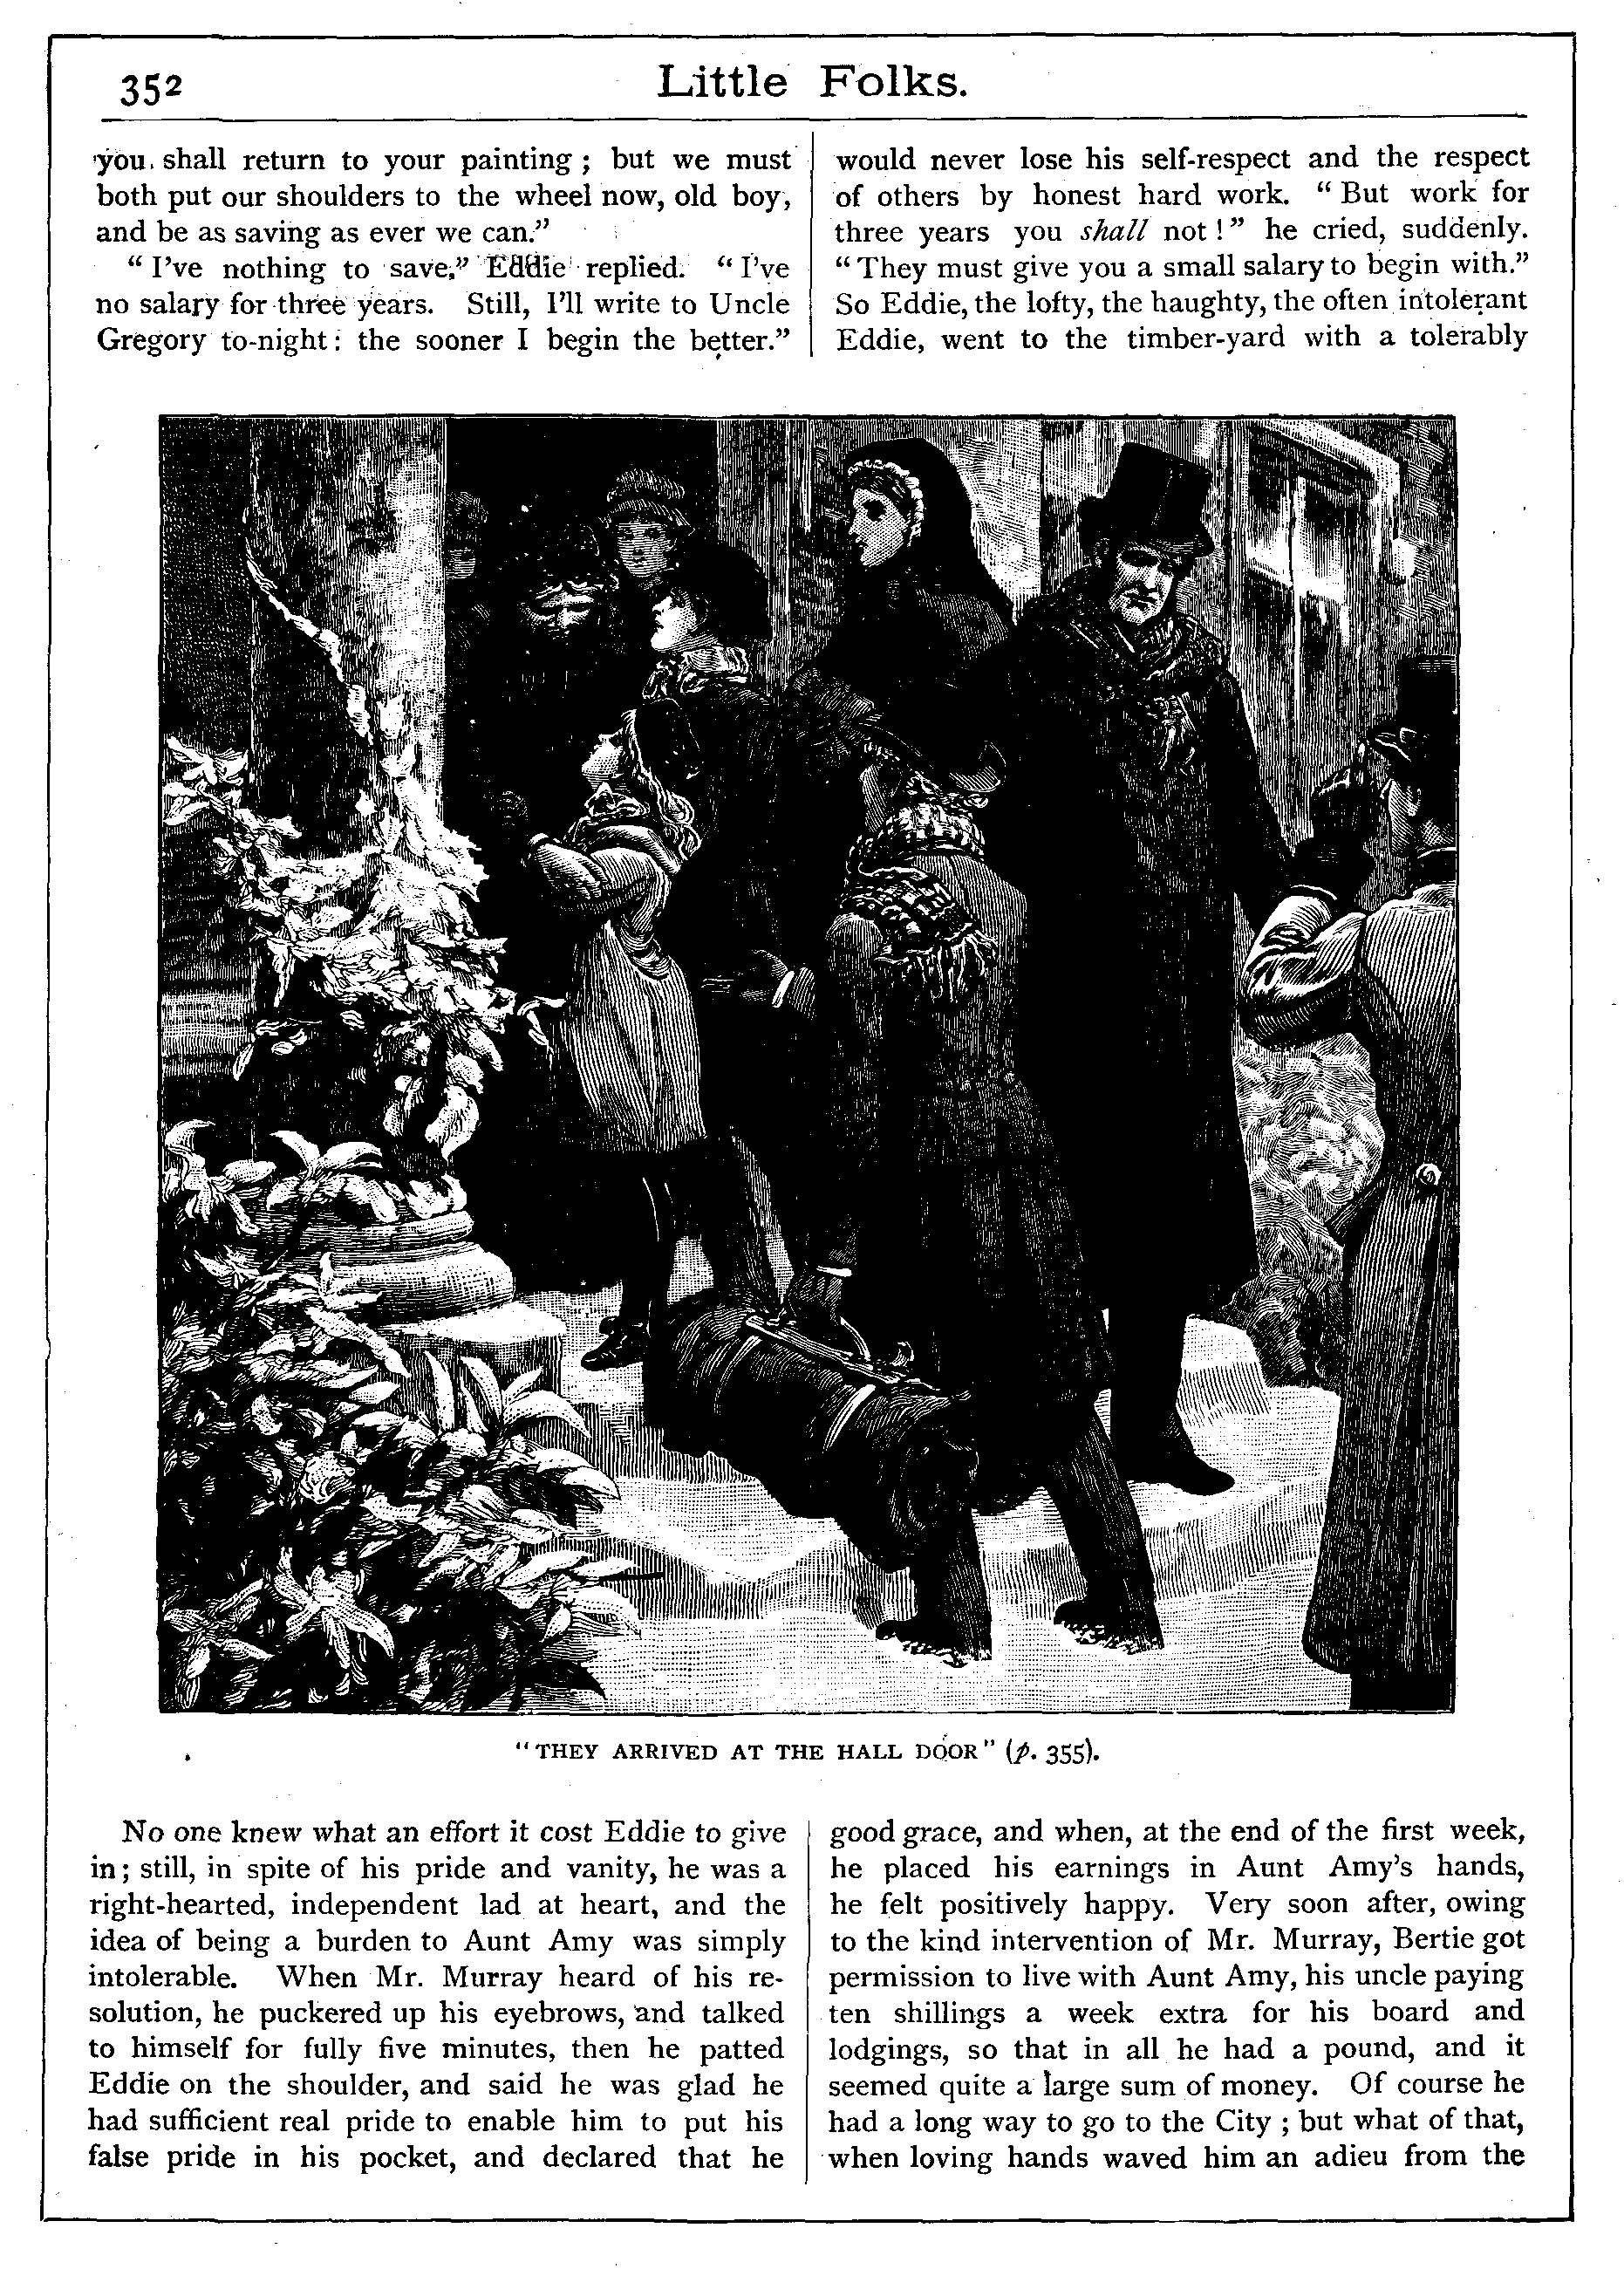 352
Little Folks.
you shall return to your painting ; but we must
both put our shoulders to the wheel now, old boy,
and be as saving as ever we can."
"I've nothing to save," Eddie replied. "I've
no salary for three years. Still, I'll write to Uncle
Gregory to-night : the sooner I begin the better."
No one knew what an effort it cost Eddie to give
in ; still, in spite of his pride and vanity, he was a
right-hearted, independent lad at heart, and the
idea of being a burden to Aunt Amy was simply
intolerable. When Mr. Murray heard of his re-
solution, he puckered up his eyebrows, and talked
to himself for fully five minutes, then he patted
Eddie on the shoulder, and said he was glad he
had sufficient real pride to enable him to put his
false pride in his pocket, and declared that he
would never lose his self-respect and the respect
of others by honest hard work. "But work for
three years you shall not !" he cried, suddenly.
"They must give you a small salary to begin with."
So Eddie, the lofty, the haughty, the often intolerant
Eddie, went to the timber-yard with a tolerably
good grace, and when, at the end of the first week,
he placed his earnings in Aunt Amy's hands,
he felt positively happy. Very soon after, owing
to the kind intervention of Mr. Murray, Bertie got
permission to live with Aunt Amy, his uncle paying
ten shillings a week extra for his board and
lodgings, so that in all he had a pound, and it
seemed quite a large sum of money. Of course he
had a long way to go to the City ; but what of that,
when loving hands waved him an adieu from the
"THEY ARRIVED AT THE HALL DOOR" (p. 355).